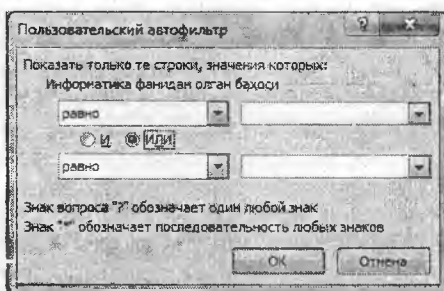 Пользовательский автофильтр
Показать только те строки, значения которых:
Информатика фанидан олган баҳоси
равно
И ИЛИ
равно
Знак вопроса "?" обозначает один любой знак
Знак "*" обозначает последовательность любых знаков
ОК Отмена